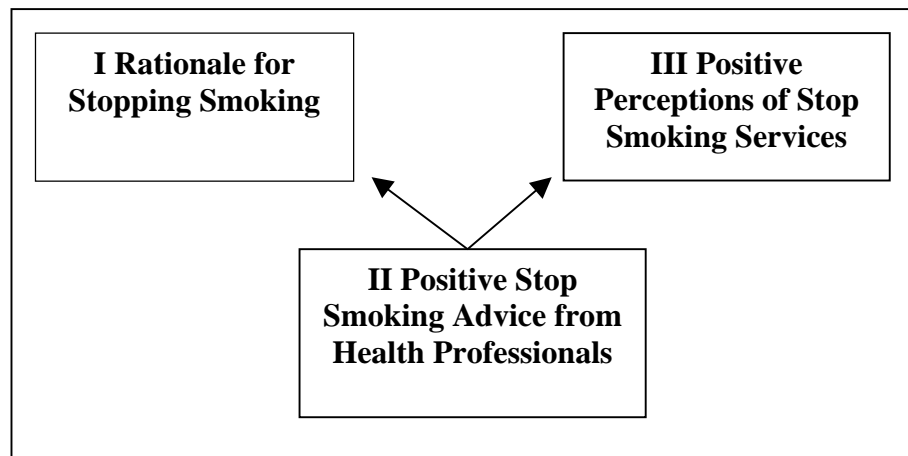 I Rationale for
Stopping Smoking
III Positive
Perceptions of Stop
Smoking Services
II Positive Stop
Smoking Advice from
Health Professionals